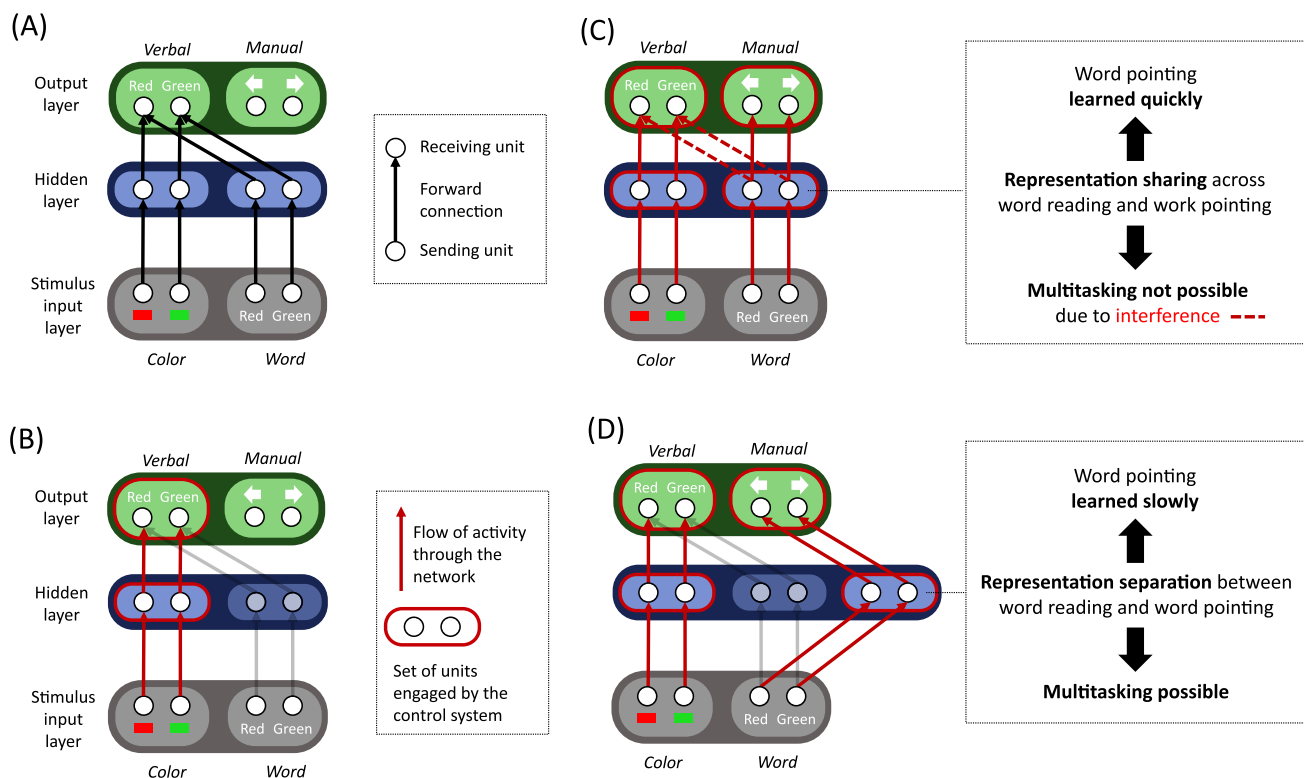 (A)
Verbal
Manual
Output
layer
Red Green
Hidden
layer
Stimulus
input
layer
Red Green
Color
Word
Receiving unit
Forward
connection
Sending unit
(C)
Verbal
Manual
Red Green
Red Green
Color
Word
Word pointing
learned quickly
Representation sharing across
word reading and work pointing
Multitasking not possible
due to interference
(B)
Verbal
Manual
Output
layer
Red Green
Hidden
layer
Stimulus
input
layer
Red Green
Color
Word
Flow of activity
through the
network
Set of units
engaged by the
control system
(D)
Verbal
Manual
Red Green
Red Green
Color
Word
Word pointing
learned slowly
Representation separation between
word reading and word pointing
Multitasking possible